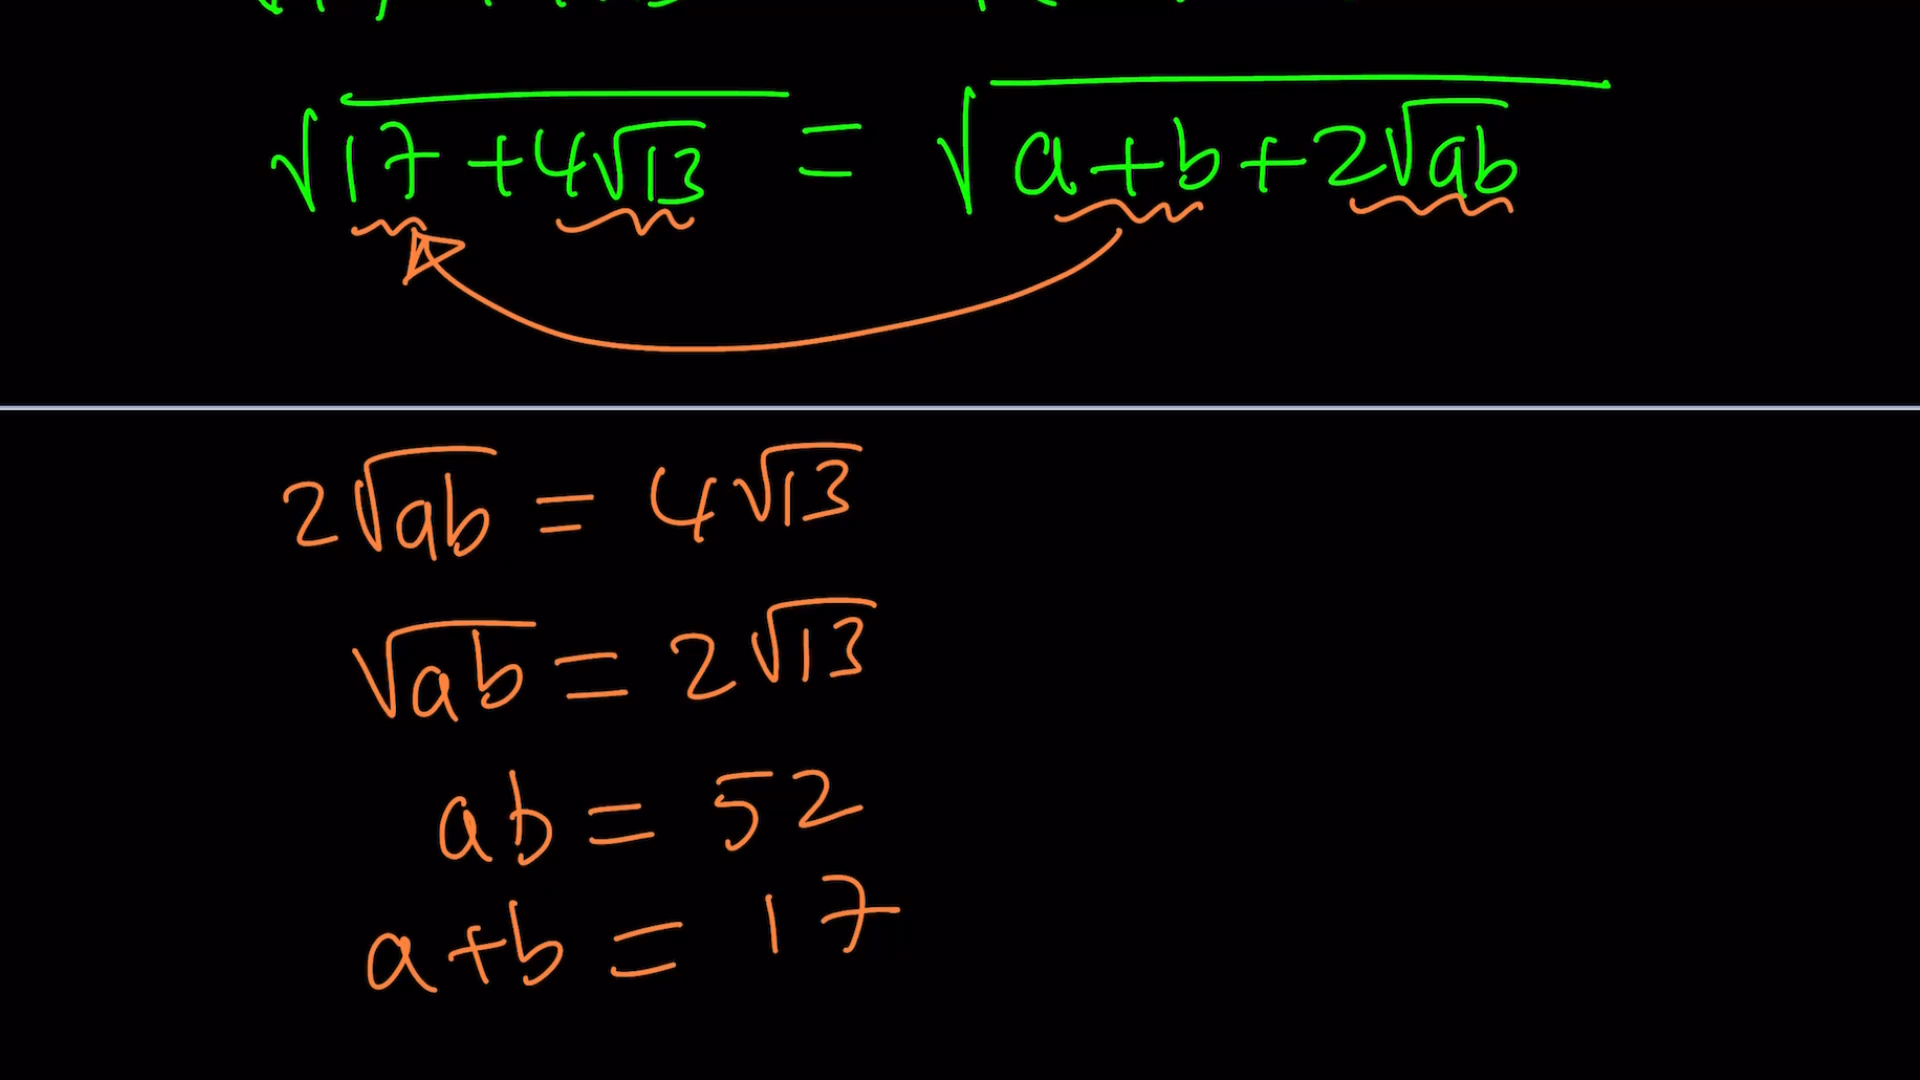 √(17+4√13) = √(a+b+2√ab)
2√ab = 4√13
√ab = 2√13
ab = 52
a+b = 17